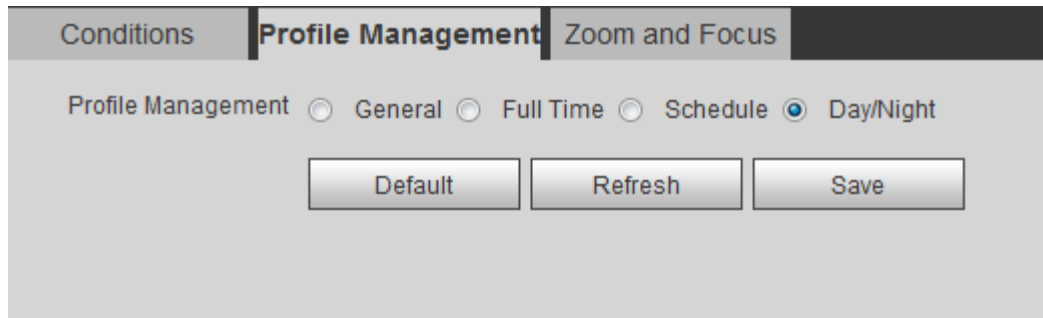 Conditions Profile Management Zoom and Focus
Profile Management General Full Time Schedule Day/Night
Default Refresh Save